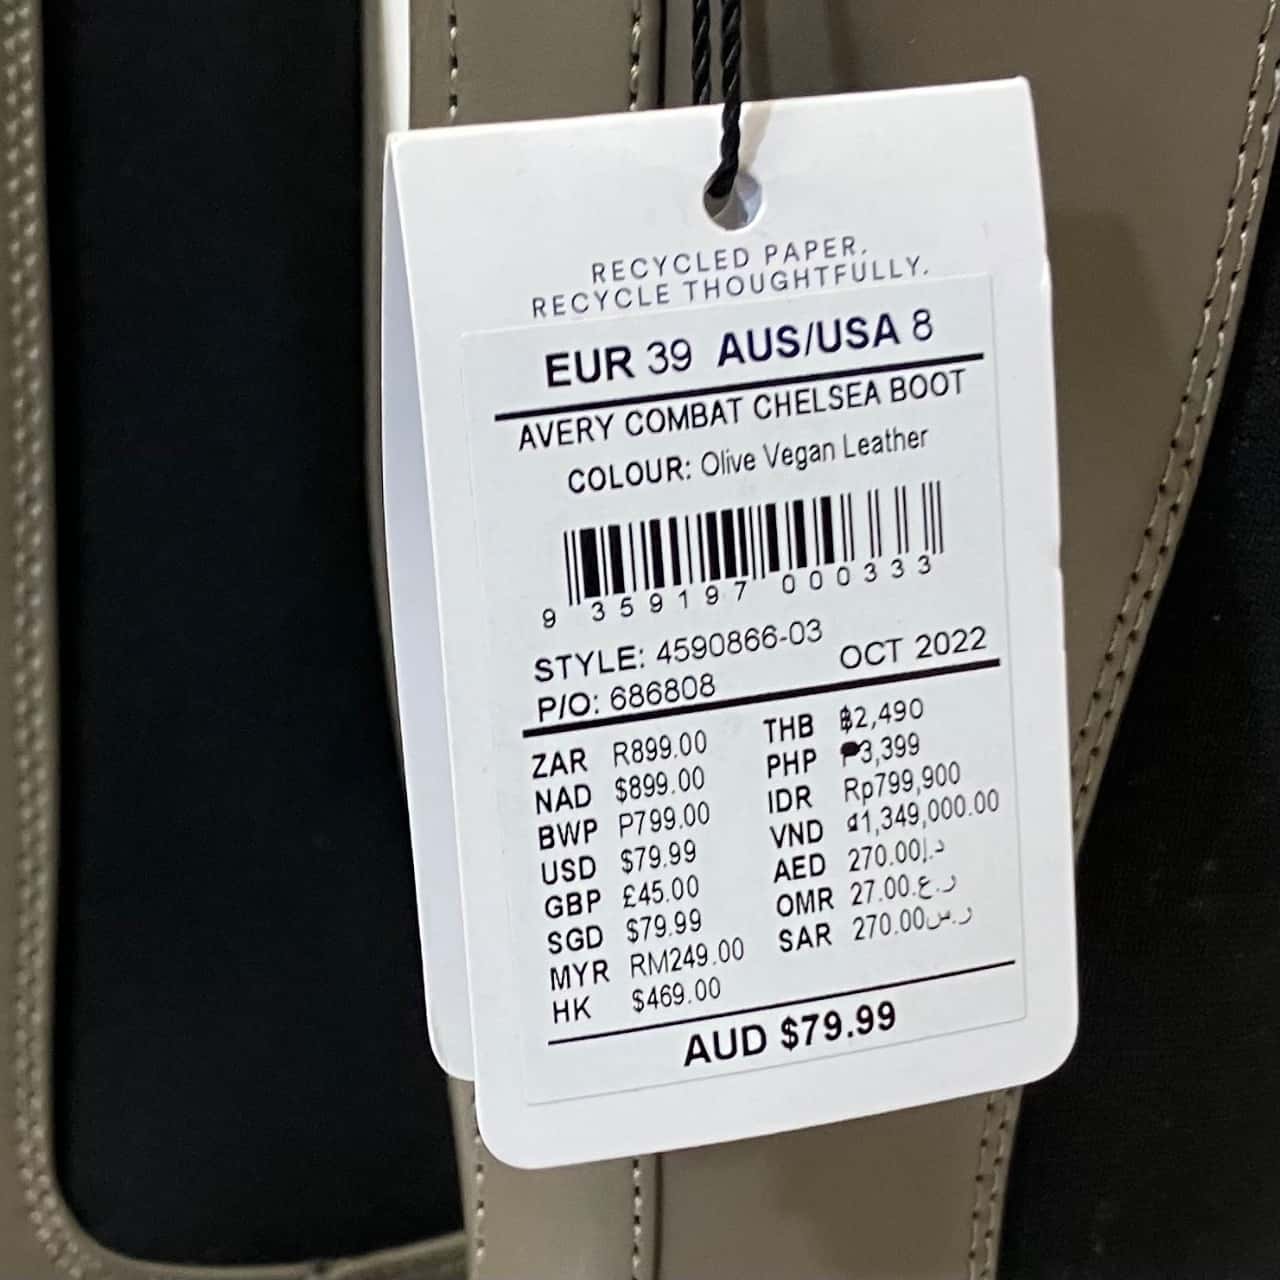 RECYCLED PAPER.
RECYCLE THOUGHTFULLY.
EUR 39 AUS/USA 8
AVERY COMBAT CHELSEA BOOT
COLOUR: Olive Vegan Leather
9 359197 000333
STYLE: 4590866-03
P/O: 686808 OCT 2022
ZAR R899.00
NAD $899.00
BWP P799.00
USD $79.99
GBP £45.00
SGD $79.99
MYR RM249.00
HK $469.00
THB ฿2,490
PHP ₱3,399
IDR Rp799,900
VND ₫1,349,000.00
AED 270.00د.إ
OMR 27.00ر.ع.
SAR 270.00ر.س
AUD $79.99